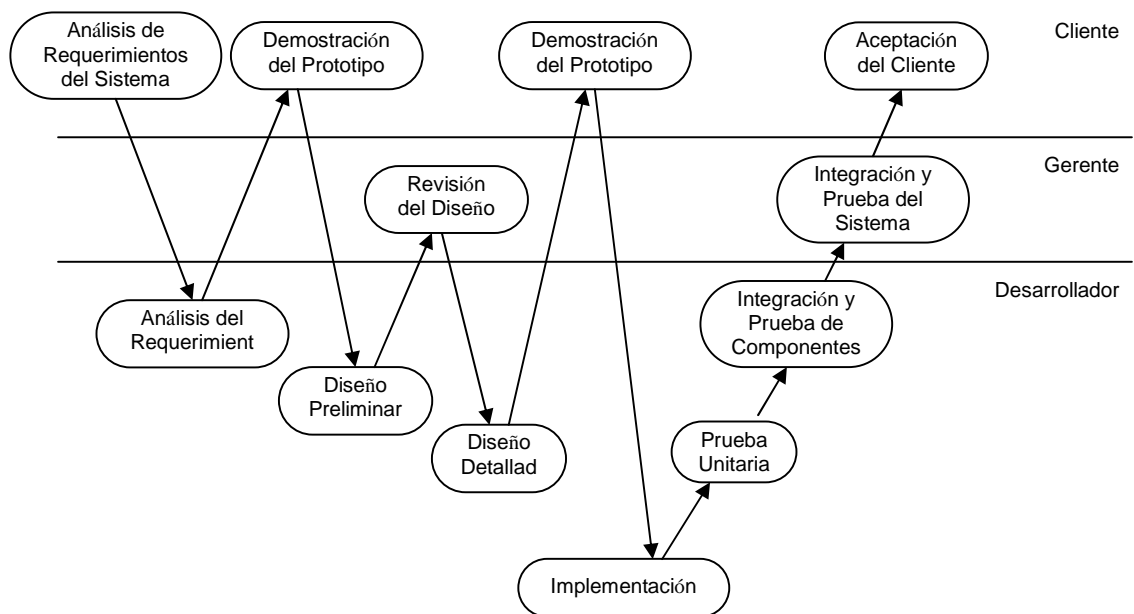 Análisis de
Requerimientos
del Sistema
Demostración
del Prototipo
Demostración
del Prototipo
Aceptación
del Cliente
Cliente
Revisión
del Diseño
Integración y
Prueba del
Sistema
Gerente
Análisis del
Requerimient
Integración y
Prueba de
Componentes
Desarrollador
Diseño
Preliminar
Diseño
Detallad
Prueba
Unitaria
Implementación